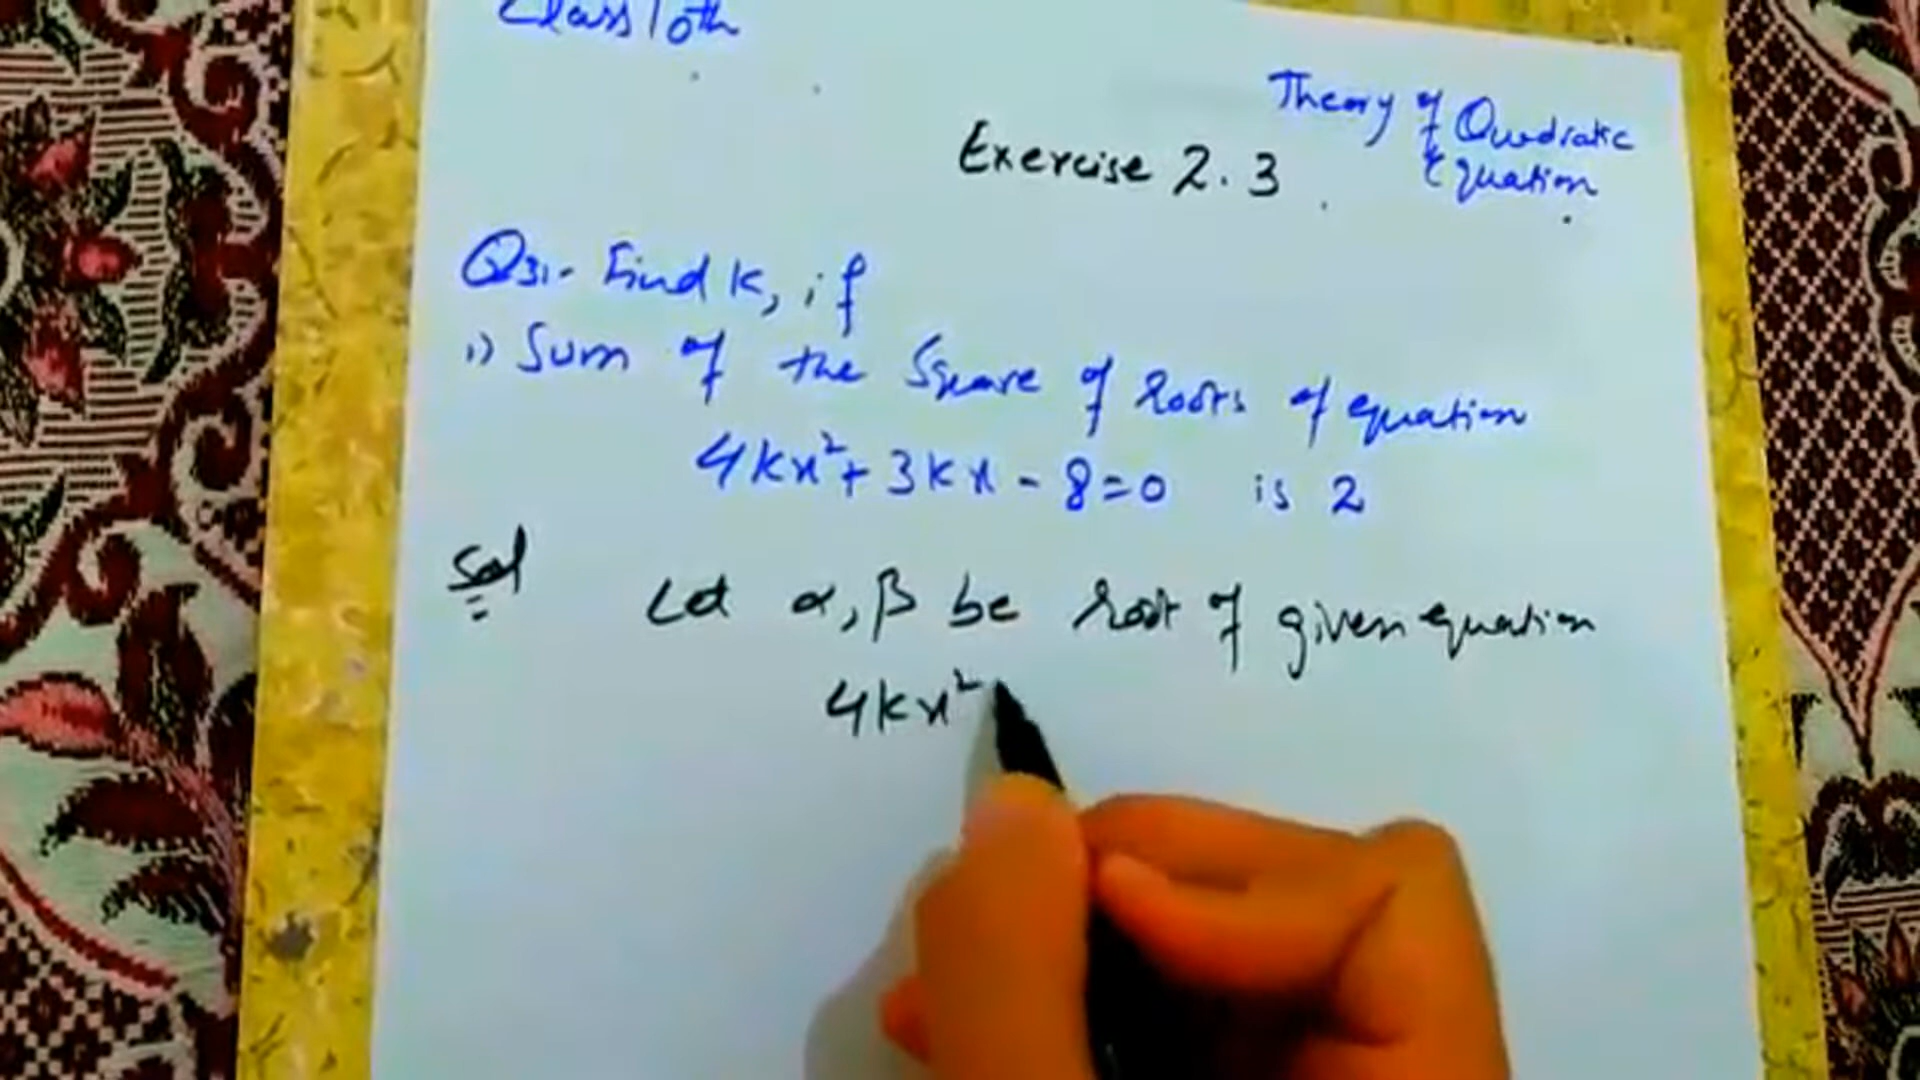 Class 10th
Theory of Quadratic
Equation
Exercise 2.3
Q3:- Find k, if
i) Sum of the Square of roots of equation
4kx²+ 3kx - 8=0 is 2
Sol
Let α, β be root of given equation
4kx²